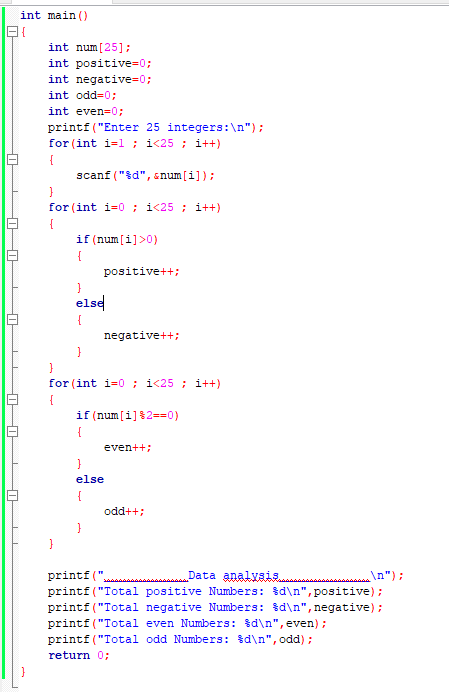 int main()
{
int num[25];
int positive=0;
int negative=0;
int odd=0;
int even=0;
printf("Enter 25 integers:\n");
for(int i=1 ; i<25 ; i++)
{
scanf("%d",&num[i]);
}
for(int i=0 ; i<25 ; i++)
{
if(num[i]>0)
{
positive++;
}
else
{
negative++;
}
}
for(int i=0 ; i<25 ; i++)
{
if(num[i]%2==0)
{
even++;
}
else
{
odd++;
}
}
printf("____________Data analysis_____________\n");
printf("Total positive Numbers: %d\n",positive);
printf("Total negative Numbers: %d\n",negative);
printf("Total even Numbers: %d\n",even);
printf("Total odd Numbers: %d\n",odd);
return 0;
}